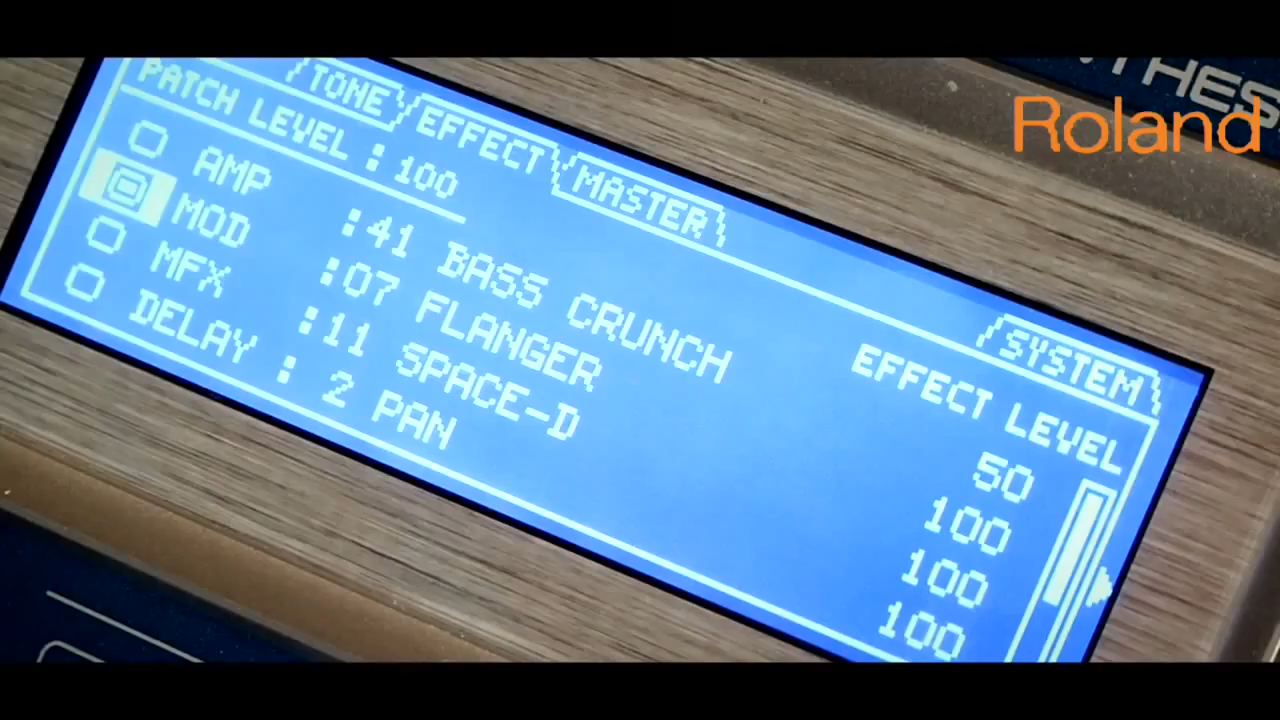 Roland
TONE EFFECT MASTER SYSTEM
PATCH LEVEL : 100 EFFECT LEVEL
AMP :41 BASS CRUNCH 50
MOD :07 FLANGER 100
MFX :11 SPACE-D 100
DELAY : 2 PAN 100